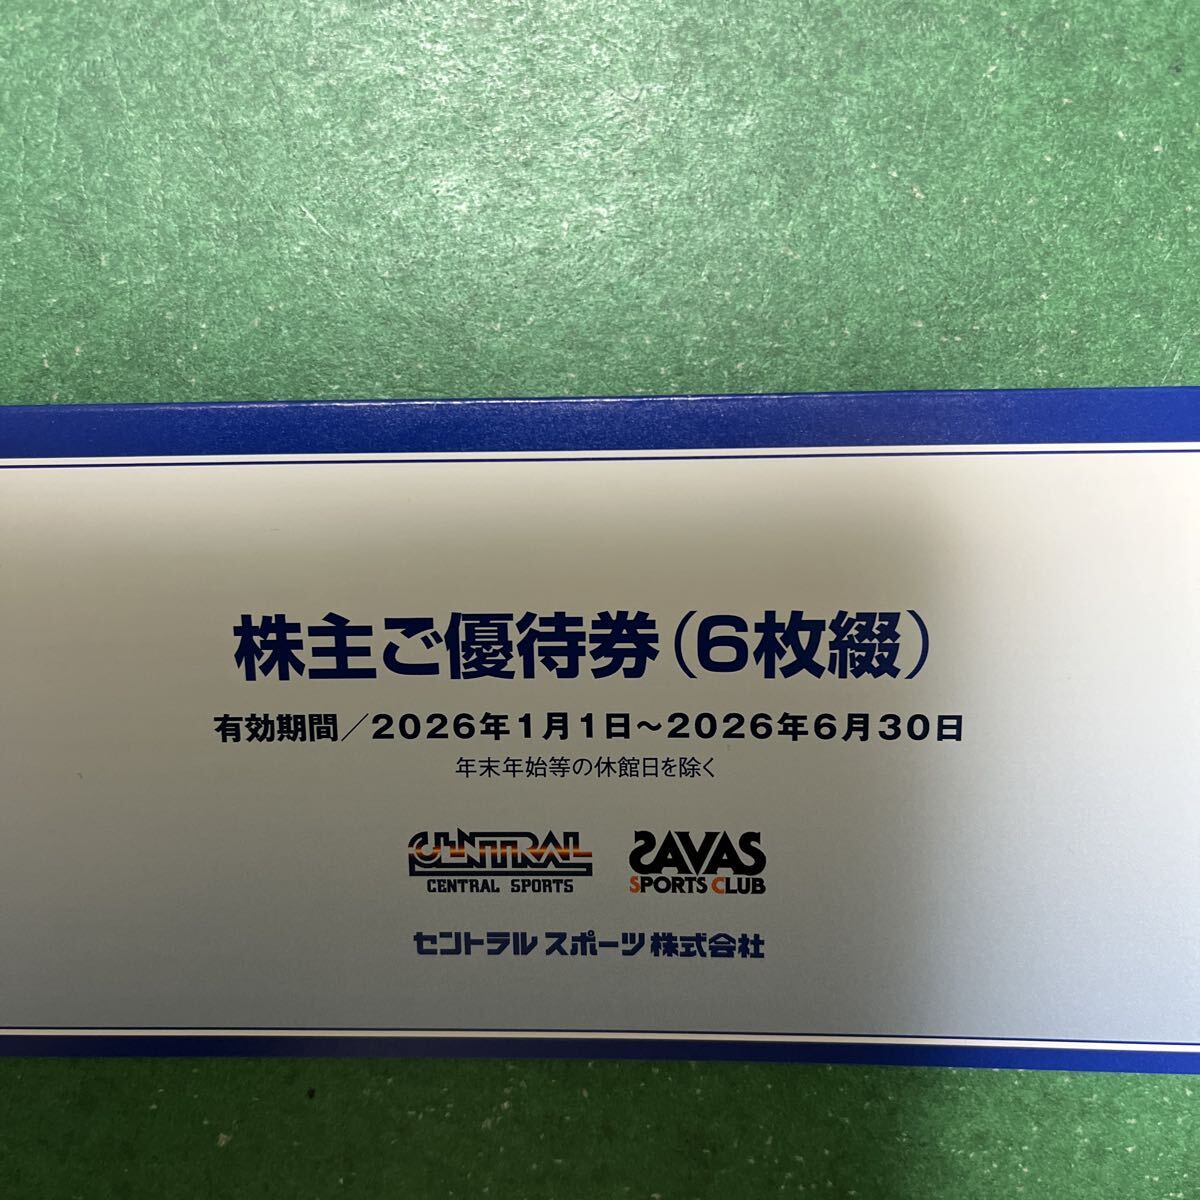 株主ご優待券（6枚綴）
有効期間／2026年1月1日～2026年6月30日
年末年始等の休館日を除く
CENTRAL
CENTRAL SPORTS
SAVAS
SPORTS CLUB
セントラルスポーツ株式会社